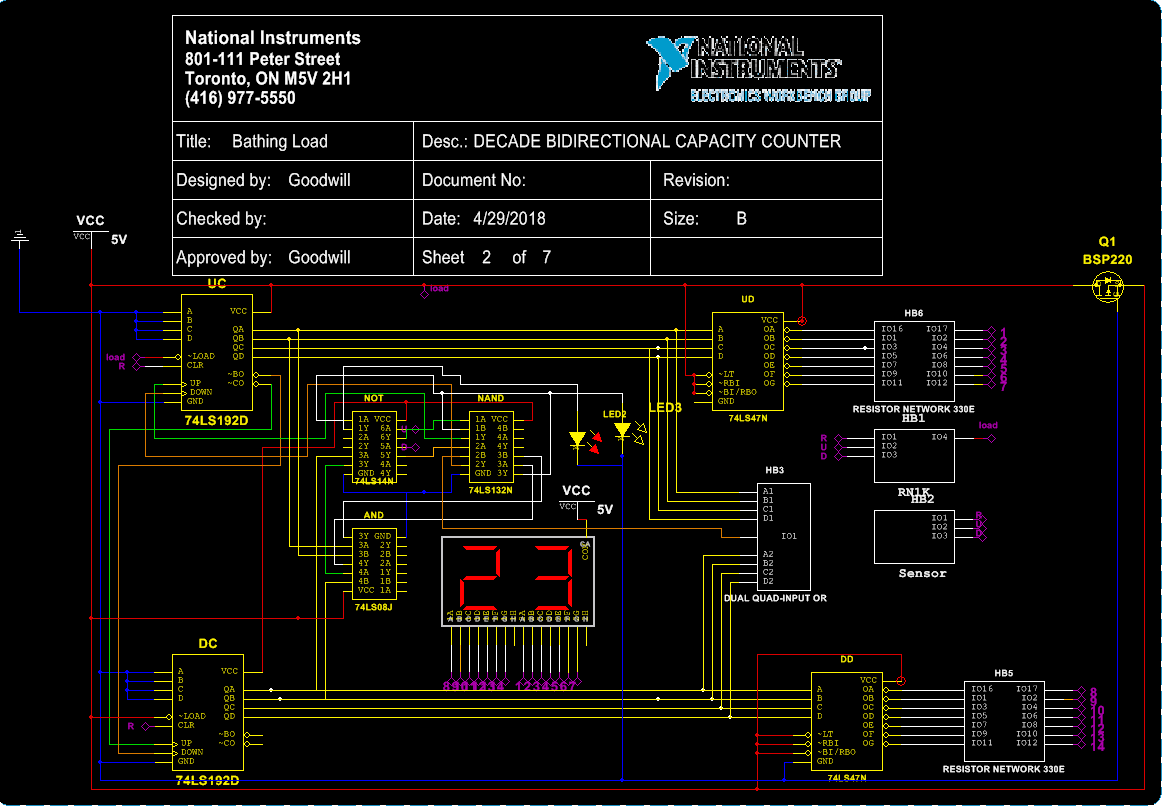 National Instruments
801-111 Peter Street
Toronto, ON M5V 2H1
(416) 977-5550
NATIONAL
INSTRUMENTS
ELECTRONICS WORKBENCH GROUP
Title: Bathing Load
Desc.: DECADE BIDIRECTIONAL CAPACITY COUNTER
Designed by: Goodwill
Document No:
Revision:
Checked by:
Date: 4/29/2018
Size: B
Approved by: Goodwill
Sheet 2 of 7
VCC
VCC
5V
Q1
BSP220
load
UC
A VCC
B
C QA
D QB
QC
~LOAD QD
CLR
~BO
UP ~CO
DOWN
GND
74LS192D
load
R
UD
VCC
A OA
B OB
C OC
D OD
OE
~LT OF
~RBI OG
~BI/RBO
GND
74LS47N
HB6
IO16 IO17
IO1 IO2
IO3 IO4
IO5 IO6
IO7 IO8
IO9 IO10
IO11 IO12
1
2
3
4
5
6
7
RESISTOR NETWORK 330E
HB1
R IO1 IO4
U IO2
D IO3
load
RN1K
HB2
IO1
IO2
IO3
R
U
D
Sensor
NOT
1A VCC
1Y 6A
2A 6Y
2Y 5A
3A 5Y
3Y 4A
GND 4Y
74LS14N
U
D
NAND
1A VCC
1B 4B
1Y 4A
2A 4Y
2B 3B
2Y 3A
GND 3Y
74LS132N
LED2
LED3
AND
3Y GND
3A 2Y
3B 2B
4Y 2A
4A 1Y
4B 1B
VCC 1A
74LS08J
VCC
VCC
5V
CA
COM
23
A B C D E F G H A B C D E F G H
8 9 10 11 12 13 14 1 2 3 4 5 6 7
HB3
A1
B1
C1
D1
IO1
A2
B2
C2
D2
DUAL QUAD-INPUT OR
DC
A VCC
B
C QA
D QB
QC
~LOAD QD
CLR
~BO
UP ~CO
DOWN
GND
74LS192D
R
DD
VCC
A OA
B OB
C OC
D OD
OE
~LT OF
~RBI OG
~BI/RBO
GND
74LS47N
HB5
IO16 IO17
IO1 IO2
IO3 IO4
IO5 IO6
IO7 IO8
IO9 IO10
IO11 IO12
8
9
10
11
12
13
14
RESISTOR NETWORK 330E